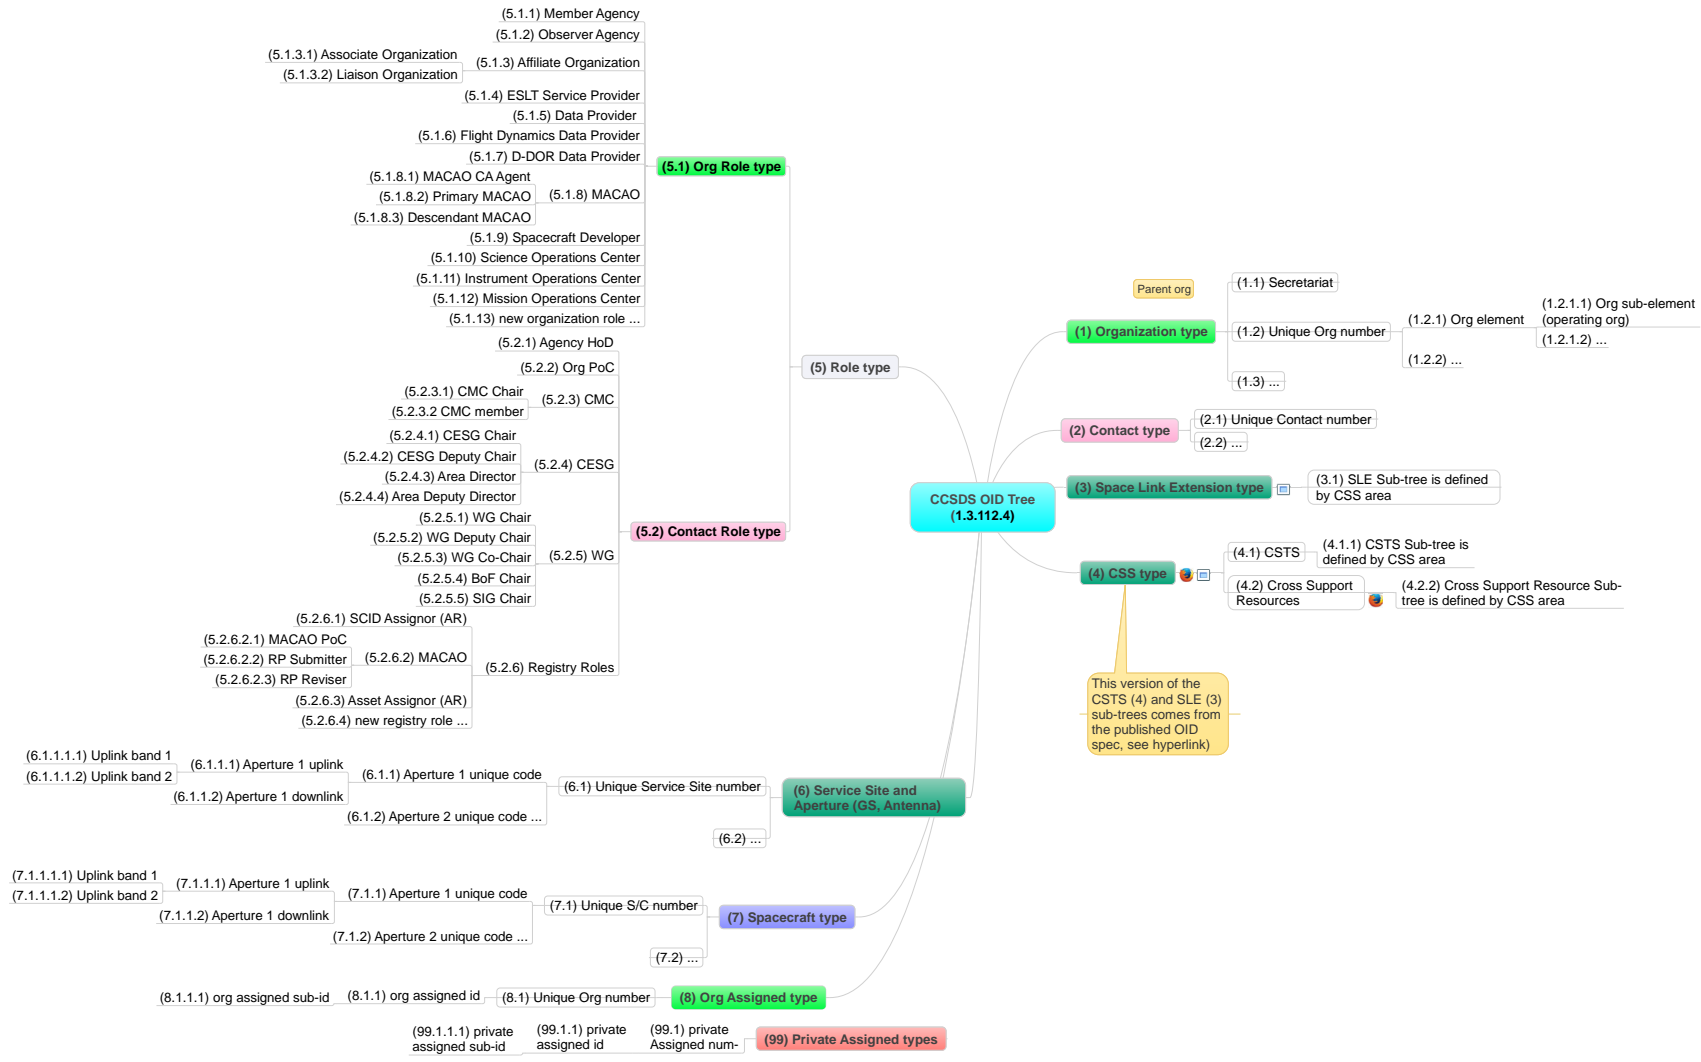 CCSDS OID Tree
(1.3.112.4)
Parent org
(1) Organization type
(1.1) Secretariat
(1.2) Unique Org number
(1.2.1) Org element
(1.2.1.1) Org sub-element
(operating org)
(1.2.1.2) ...
(1.2.2) ...
(1.3) ...
(2) Contact type
(2.1) Unique Contact number
(2.2) ...
(3) Space Link Extension type
(3.1) SLE Sub-tree is defined
by CSS area
(4) CSS type
(4.1) CSTS
(4.1.1) CSTS Sub-tree is
defined by CSS area
(4.2) Cross Support
Resources
(4.2.2) Cross Support Resource Sub-
tree is defined by CSS area
This version of the
CSTS (4) and SLE (3)
sub-trees comes from
the published OID
spec, see hyperlink)
(5) Role type
(5.1) Org Role type
(5.1.1) Member Agency
(5.1.2) Observer Agency
(5.1.3) Affiliate Organization
(5.1.3.1) Associate Organization
(5.1.3.2) Liaison Organization
(5.1.4) ESLT Service Provider
(5.1.5) Data Provider
(5.1.6) Flight Dynamics Data Provider
(5.1.7) D-DOR Data Provider
(5.1.8) MACAO
(5.1.8.1) MACAO CA Agent
(5.1.8.2) Primary MACAO
(5.1.8.3) Descendant MACAO
(5.1.9) Spacecraft Developer
(5.1.10) Science Operations Center
(5.1.11) Instrument Operations Center
(5.1.12) Mission Operations Center
(5.1.13) new organization role ...
(5.2) Contact Role type
(5.2.1) Agency HoD
(5.2.2) Org PoC
(5.2.3) CMC
(5.2.3.1) CMC Chair
(5.2.3.2 CMC member
(5.2.4) CESG
(5.2.4.1) CESG Chair
(5.2.4.2) CESG Deputy Chair
(5.2.4.3) Area Director
(5.2.4.4) Area Deputy Director
(5.2.5) WG
(5.2.5.1) WG Chair
(5.2.5.2) WG Deputy Chair
(5.2.5.3) WG Co-Chair
(5.2.5.4) BoF Chair
(5.2.5.5) SIG Chair
(5.2.6) Registry Roles
(5.2.6.1) SCID Assignor (AR)
(5.2.6.2) MACAO
(5.2.6.2.1) MACAO PoC
(5.2.6.2.2) RP Submitter
(5.2.6.2.3) RP Reviser
(5.2.6.3) Asset Assignor (AR)
(5.2.6.4) new registry role ...
(6) Service Site and
Aperture (GS, Antenna)
(6.1) Unique Service Site number
(6.1.1) Aperture 1 unique code
(6.1.1.1) Aperture 1 uplink
(6.1.1.1.1) Uplink band 1
(6.1.1.1.2) Uplink band 2
(6.1.1.2) Aperture 1 downlink
(6.1.2) Aperture 2 unique code ...
(6.2) ...
(7) Spacecraft type
(7.1) Unique S/C number
(7.1.1) Aperture 1 unique code
(7.1.1.1) Aperture 1 uplink
(7.1.1.1.1) Uplink band 1
(7.1.1.1.2) Uplink band 2
(7.1.1.2) Aperture 1 downlink
(7.1.2) Aperture 2 unique code ...
(7.2) ...
(8) Org Assigned type
(8.1) Unique Org number
(8.1.1) org assigned id
(8.1.1.1) org assigned sub-id
(99) Private Assigned types
(99.1) private
Assigned num-
(99.1.1) private
assigned id
(99.1.1.1) private
assigned sub-id